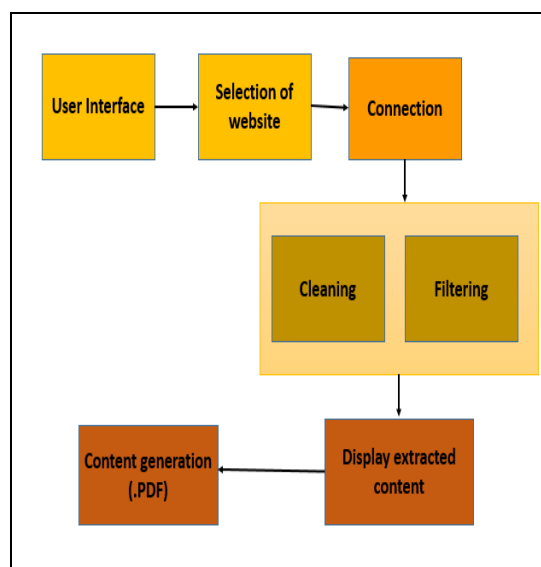 User Interface
Selection of
website
Connection
Cleaning
Filtering
Content generation
(.PDF)
Display extracted
content